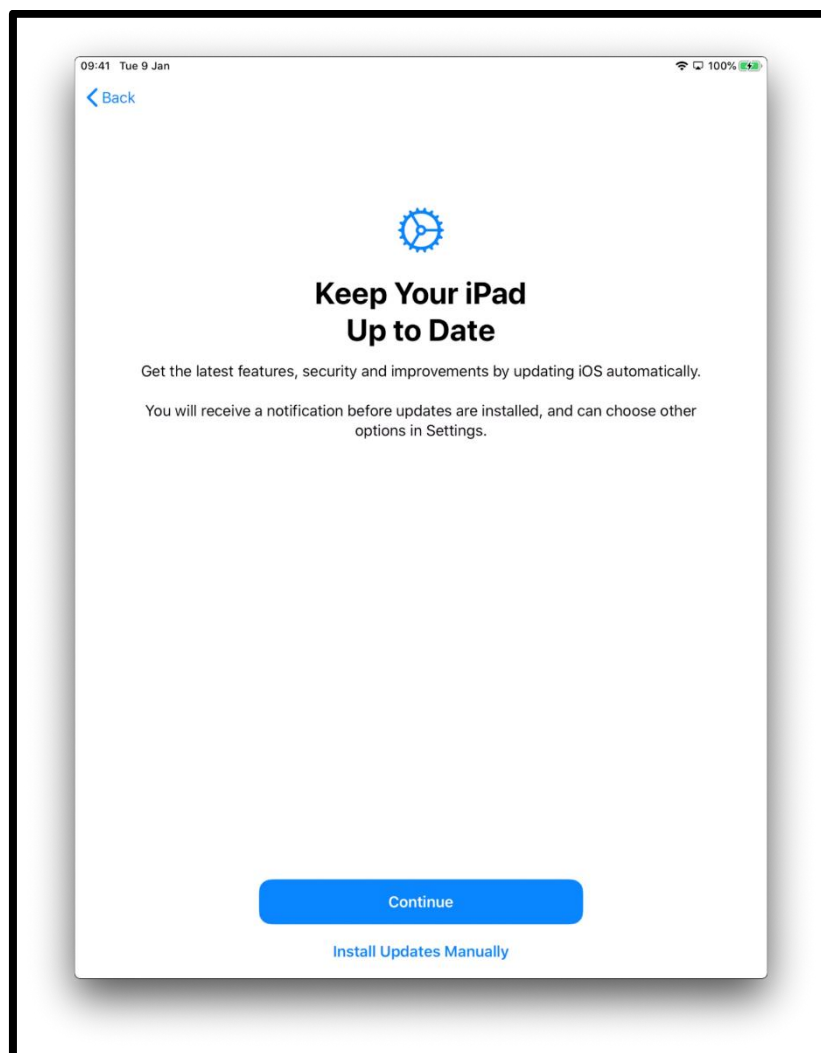 09:41 Tue 9 Jan
100%
Back
Keep Your iPad
Up to Date
Get the latest features, security and improvements by updating iOS automatically.
You will receive a notification before updates are installed, and can choose other
options in Settings.
Continue
Install Updates Manually